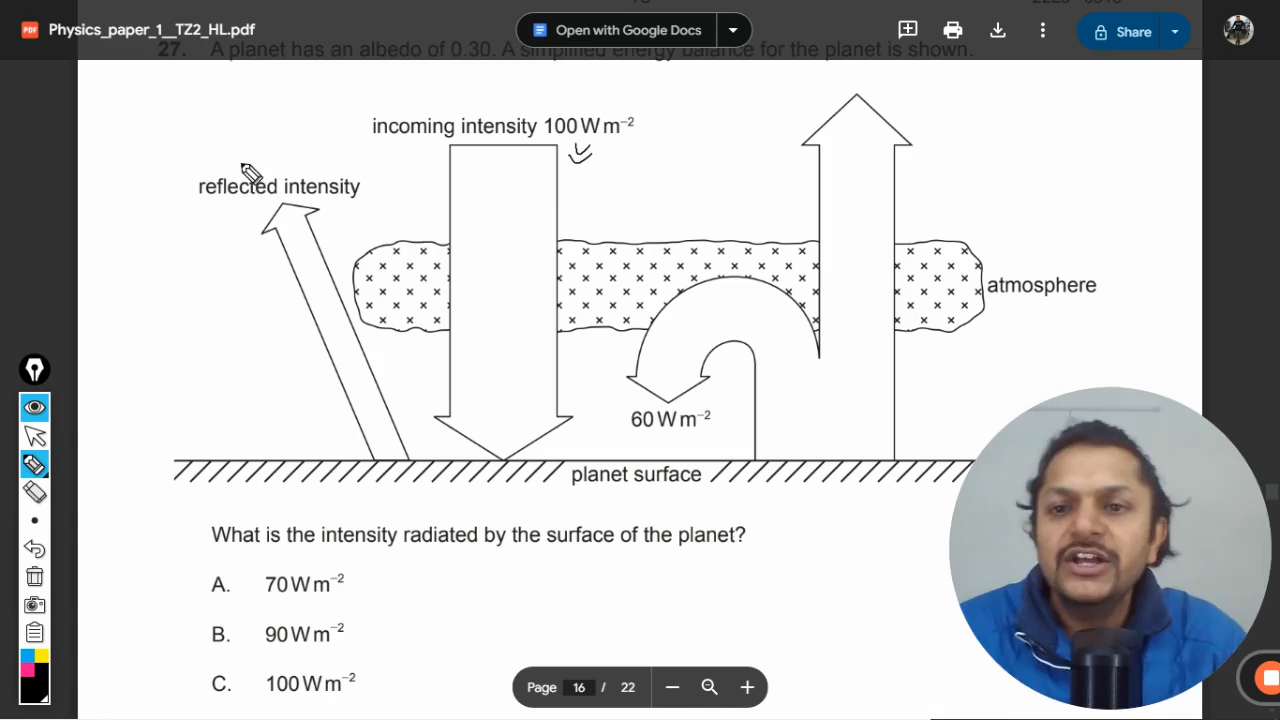 Physics_paper_1__TZ2_HL.pdf
Open with Google Docs
Share
27. A planet has an albedo of 0.30. A simplified energy balance for the planet is shown.
incoming intensity 100 W m⁻²
reflected intensity
atmosphere
60 W m⁻²
planet surface
What is the intensity radiated by the surface of the planet?
A. 70 W m⁻²
B. 90 W m⁻²
C. 100 W m⁻²
Page 16 / 22